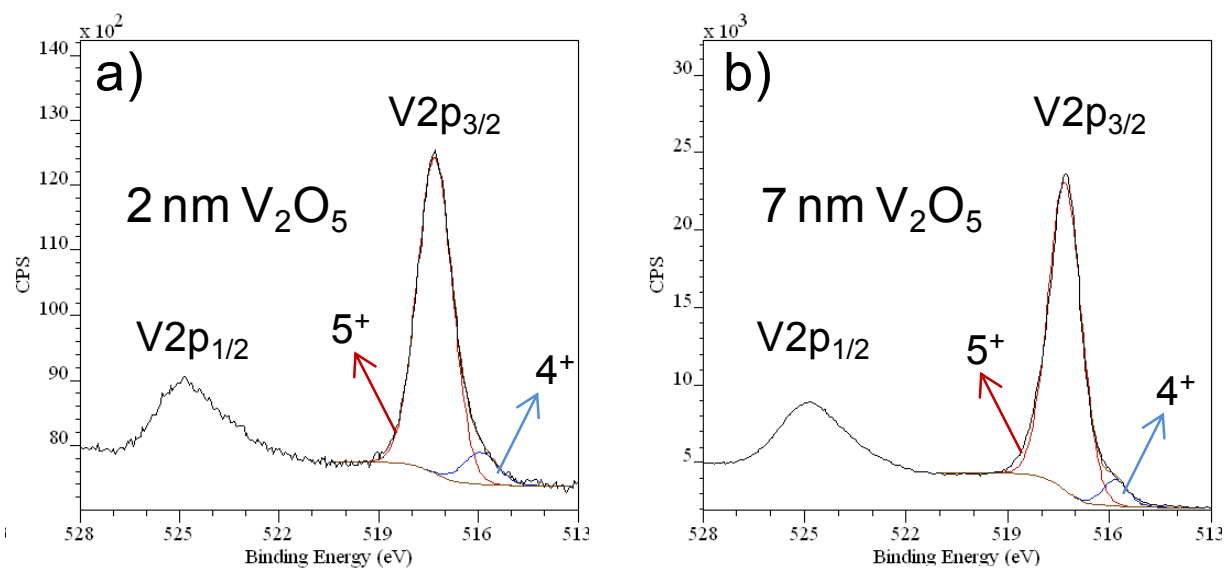 x 10²
140
130
120
110
100
90
80
CPS
a)
V2p₃/₂
2 nm V₂O₅
V2p₁/₂
5⁺
4⁺
528 525 522 519 516 513
Binding Energy (eV)
x 10³
30
25
20
15
10
5
CPS
b)
V2p₃/₂
7 nm V₂O₅
V2p₁/₂
5⁺
4⁺
528 525 522 519 516 513
Binding Energy (eV)